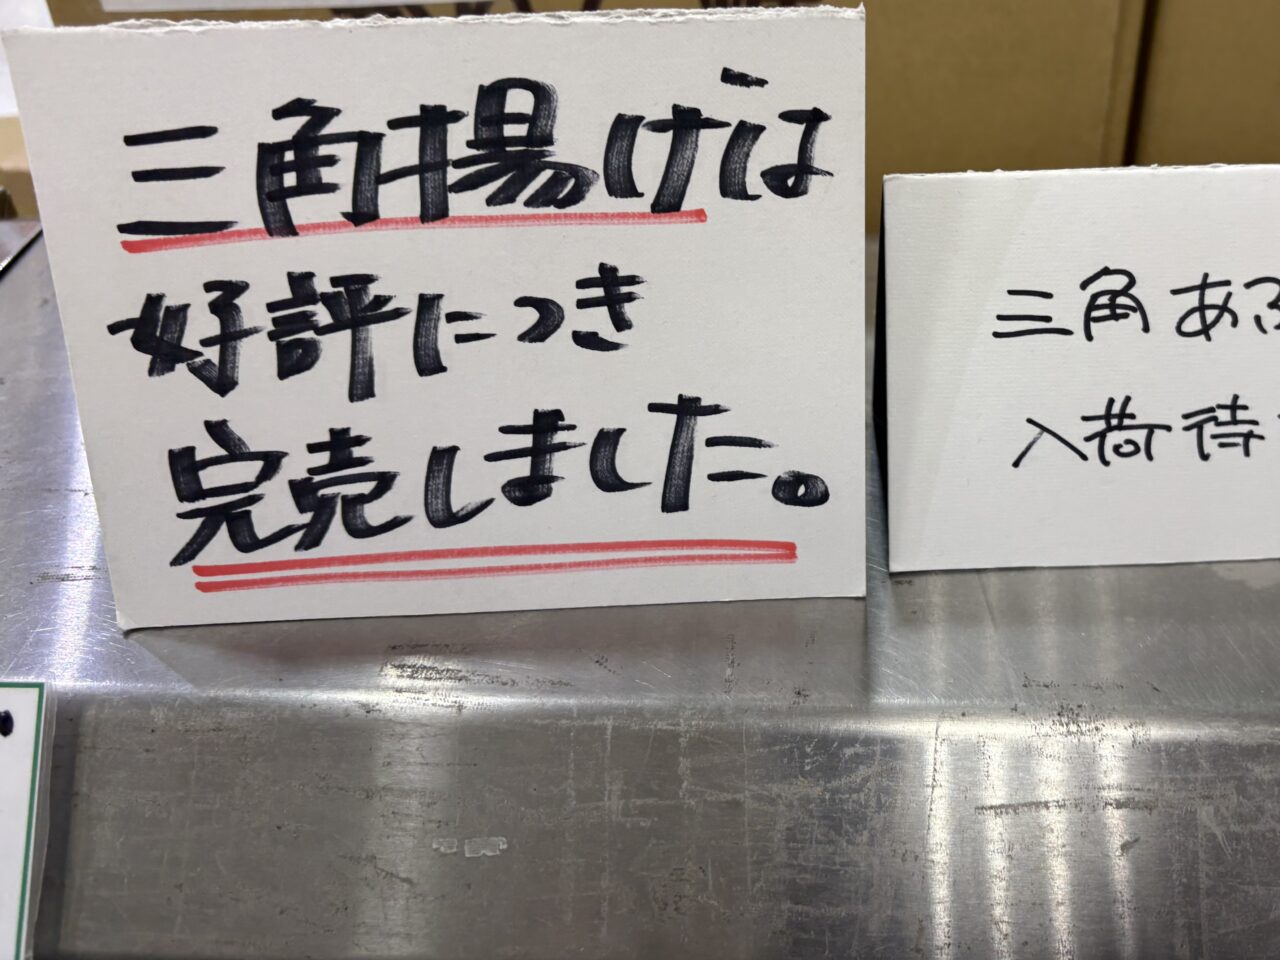 三角揚げは
好評につき
完売しました。
三角あ
入荷待